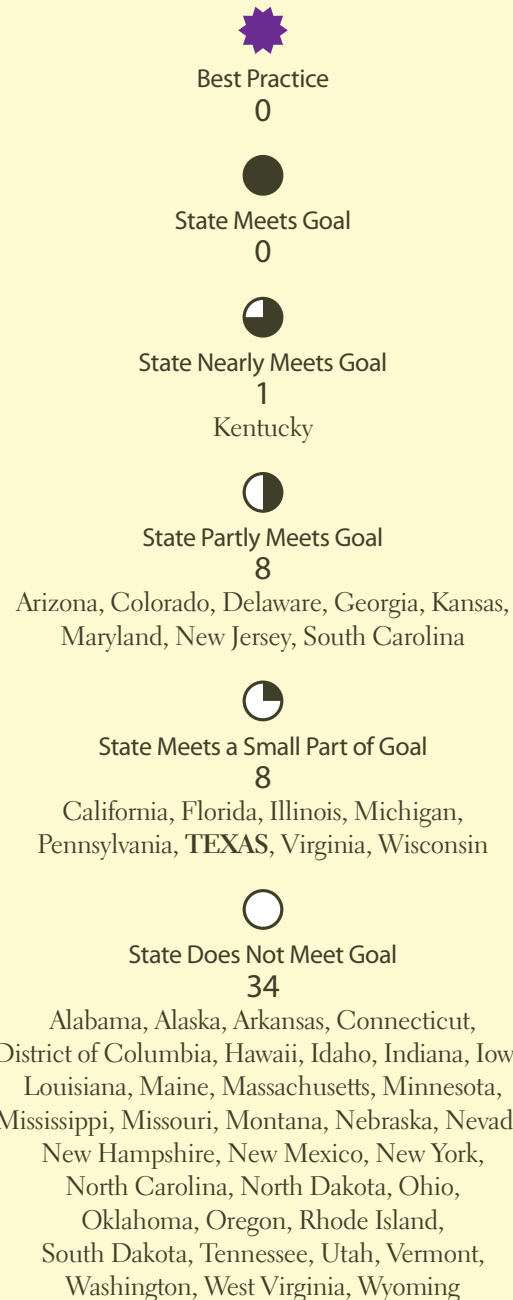 Best Practice
0
State Meets Goal
0
State Nearly Meets Goal
1
Kentucky
State Partly Meets Goal
8
Arizona, Colorado, Delaware, Georgia, Kansas,
Maryland, New Jersey, South Carolina
State Meets a Small Part of Goal
8
California, Florida, Illinois, Michigan,
Pennsylvania, TEXAS, Virginia, Wisconsin
State Does Not Meet Goal
34
Alabama, Alaska, Arkansas, Connecticut,
District of Columbia, Hawaii, Idaho, Indiana, Iow
Louisiana, Maine, Massachusetts, Minnesota,
Mississippi, Missouri, Montana, Nebraska, Nevad
New Hampshire, New Mexico, New York,
North Carolina, North Dakota, Ohio,
Oklahoma, Oregon, Rhode Island,
South Dakota, Tennessee, Utah, Vermont,
Washington, West Virginia, Wyoming